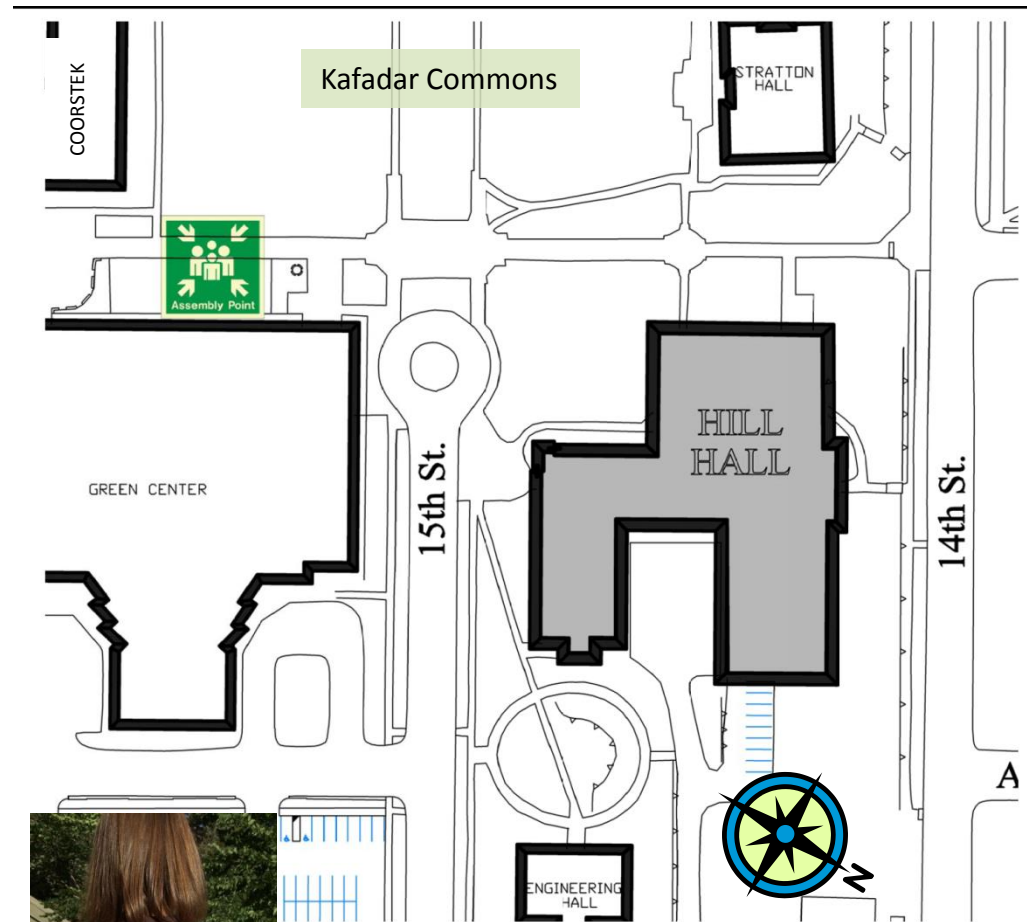 COORSTEK
Kafadar Commons
STRATTON
HALL
Assembly Point
HILL
HALL
GREEN CENTER
15th St.
14th St.
A
N
ENGINEERING
HALL